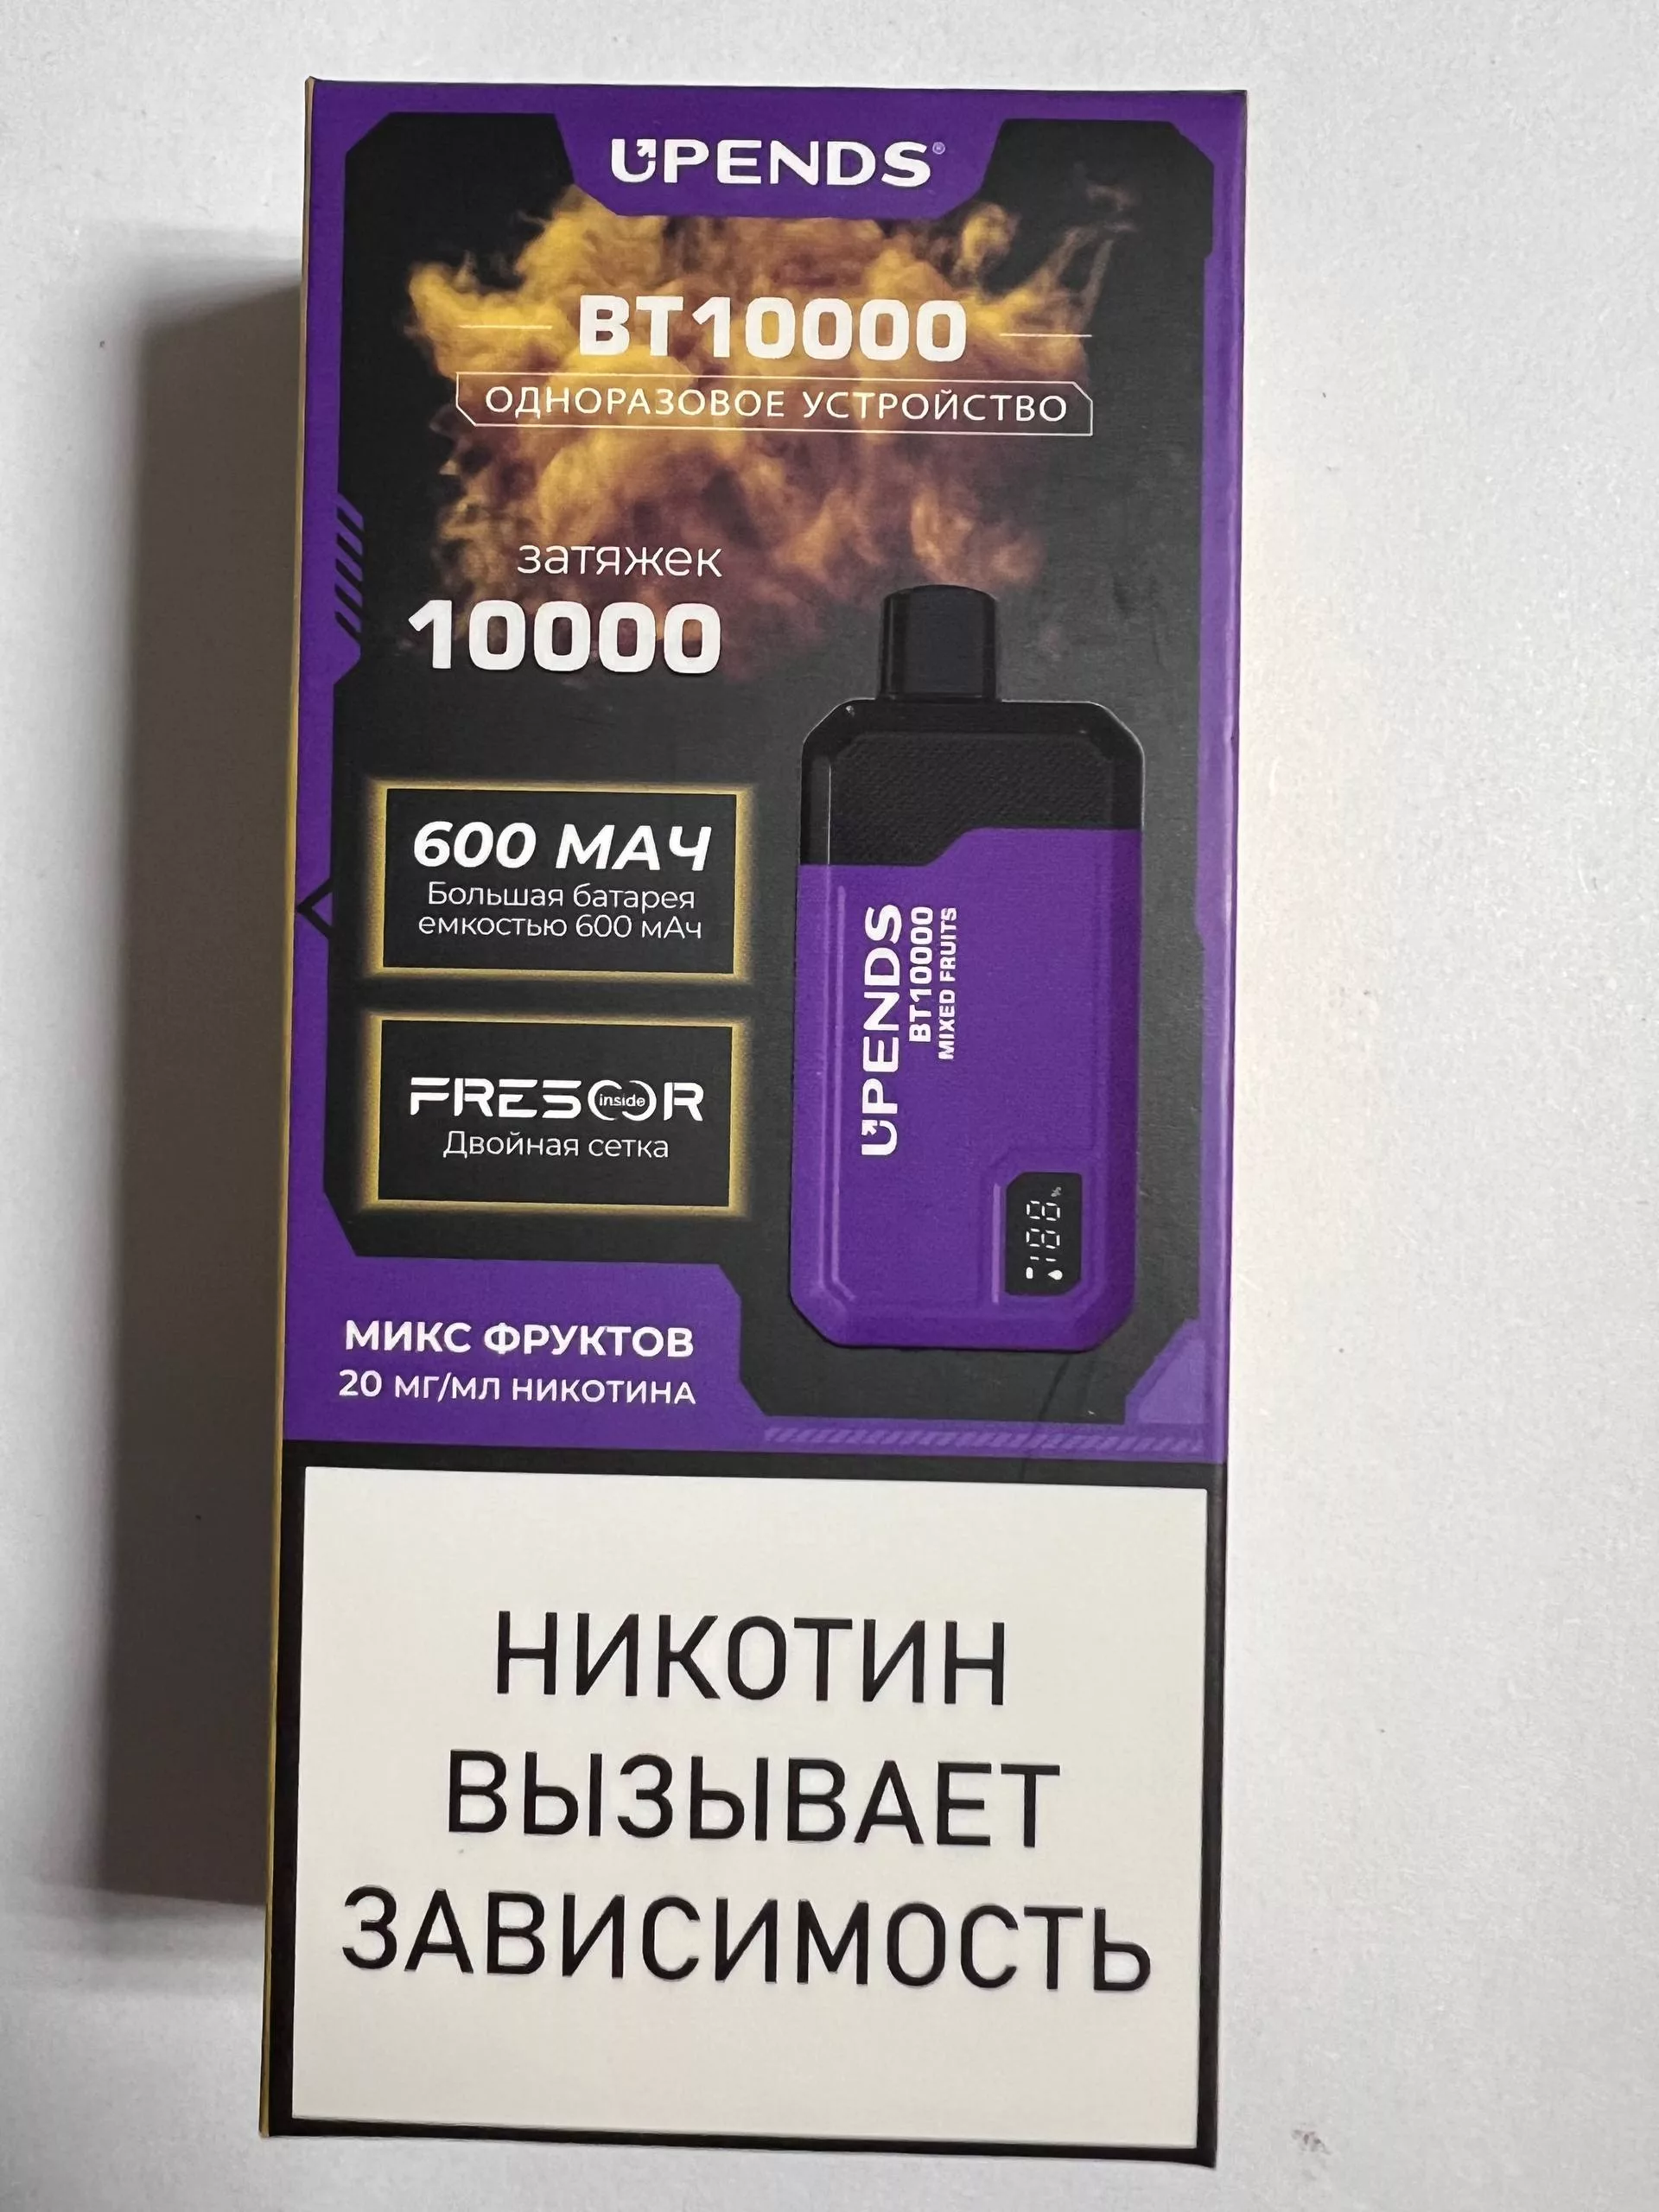 UPENDS®
BT10000
ОДНОРАЗОВОЕ УСТРОЙСТВО
затяжек
10000
600 МАЧ
Большая батарея
емкостью 600 мАч
FRESOR
inside
Двойная сетка
UPENDS
BT10000
MIXED FRUITS
188%
МИКС ФРУКТОВ
20 МГ/МЛ НИКОТИНА
НИКОТИН
ВЫЗЫВАЕТ
ЗАВИСИМОСТЬ